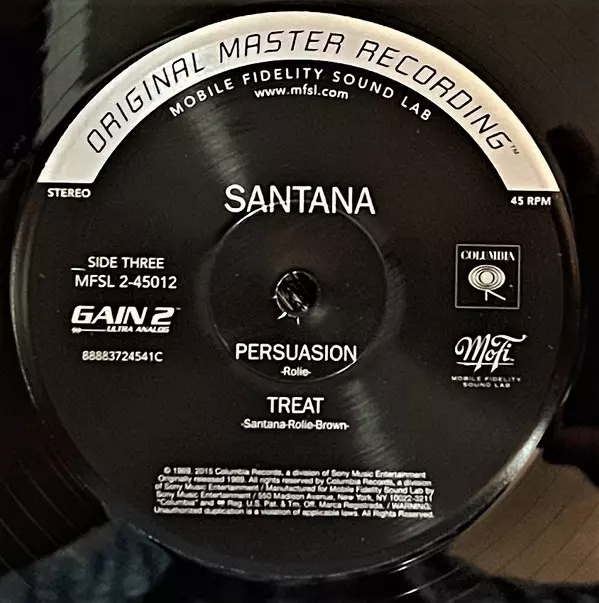 ORIGINAL MASTER RECORDING™
MOBILE FIDELITY SOUND LAB
www.mfsl.com
STEREO
45 RPM
SANTANA
SIDE THREE
MFSL 2-45012
COLUMBIA
GAIN 2™
ULTRA ANALOG
88883724541C
MoFi.
MOBILE FIDELITY
SOUND LAB
PERSUASION
-Rolie-
TREAT
-Santana-Rolie-Brown-
© 1969, 2015 Columbia Records, a division of Sony Music Entertainment
Originally released 1969. All rights reserved by Columbia Records, a division
of Sony Music Entertainment / Manufactured for Mobile Fidelity Sound Lab by
Sony Music Entertainment / 550 Madison Avenue, New York, NY 10022-3211
"Columbia" and Reg. U.S. Pat. & Tm. Off. Marca Registrada. / WARNING:
Unauthorized duplication is a violation of applicable laws. All Rights Reserved.